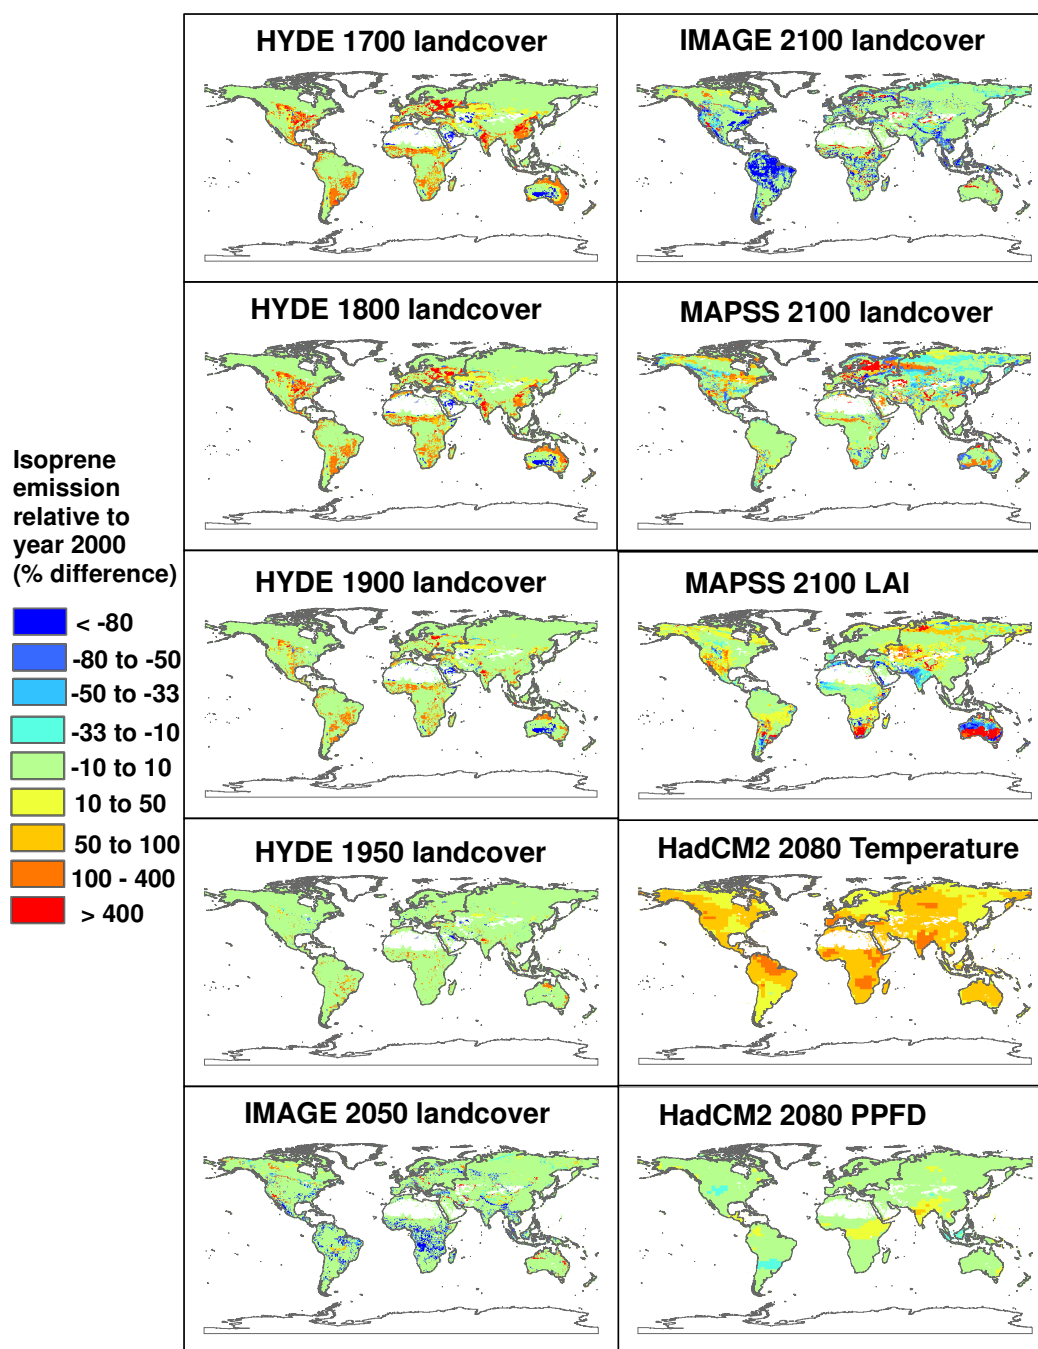 HYDE 1700 landcover
IMAGE 2100 landcover
HYDE 1800 landcover
MAPSS 2100 landcover
HYDE 1900 landcover
MAPSS 2100 LAI
HYDE 1950 landcover
HadCM2 2080 Temperature
IMAGE 2050 landcover
HadCM2 2080 PPFD
Isoprene
emission
relative to
year 2000
(% difference)
< -80
-80 to -50
-50 to -33
-33 to -10
-10 to 10
10 to 50
50 to 100
100 - 400
> 400